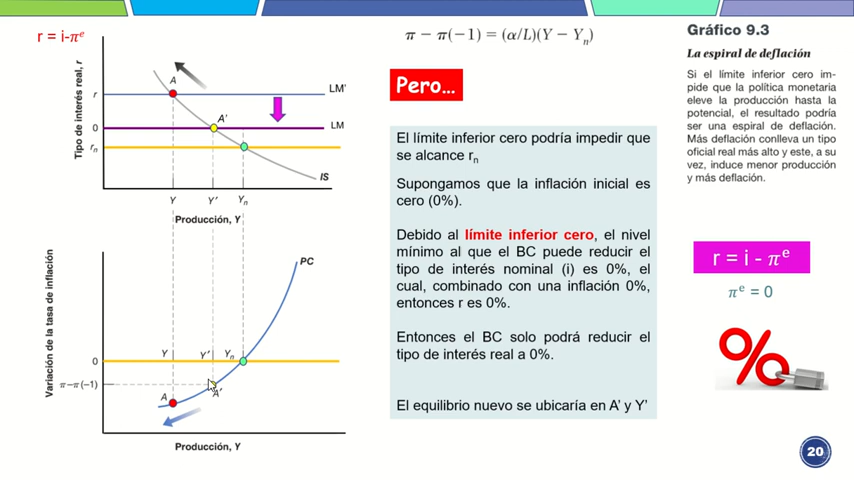 r = i-πᵉ
Tipo de interés real, r
A
LM'
r
A'
0
LM
rₙ
IS
Y
Y'
Yₙ
Producción, Y
Variación de la tasa de inflación
PC
Y
Y'
Yₙ
0
π−π(−1)
A
A'
Producción, Y
π − π(−1) = (α/L)(Y − Yₙ)
Pero...
El límite inferior cero podría impedir que
se alcance rₙ
Supongamos que la inflación inicial es
cero (0%).
Debido al límite inferior cero, el nivel
mínimo al que el BC puede reducir el
tipo de interés nominal (i) es 0%, el
cual, combinado con una inflación 0%,
entonces r es 0%.
Entonces el BC solo podrá reducir el
tipo de interés real a 0%.
El equilibrio nuevo se ubicaría en A' y Y'
Gráfico 9.3
La espiral de deflación
Si el límite inferior cero im-
pide que la política monetaria
eleve la producción hasta la
potencial, el resultado podría
ser una espiral de deflación.
Más deflación conlleva un tipo
oficial real más alto y este, a su
vez, induce menor producción
y más deflación.
r = i - πᵉ
πᵉ = 0
%
20